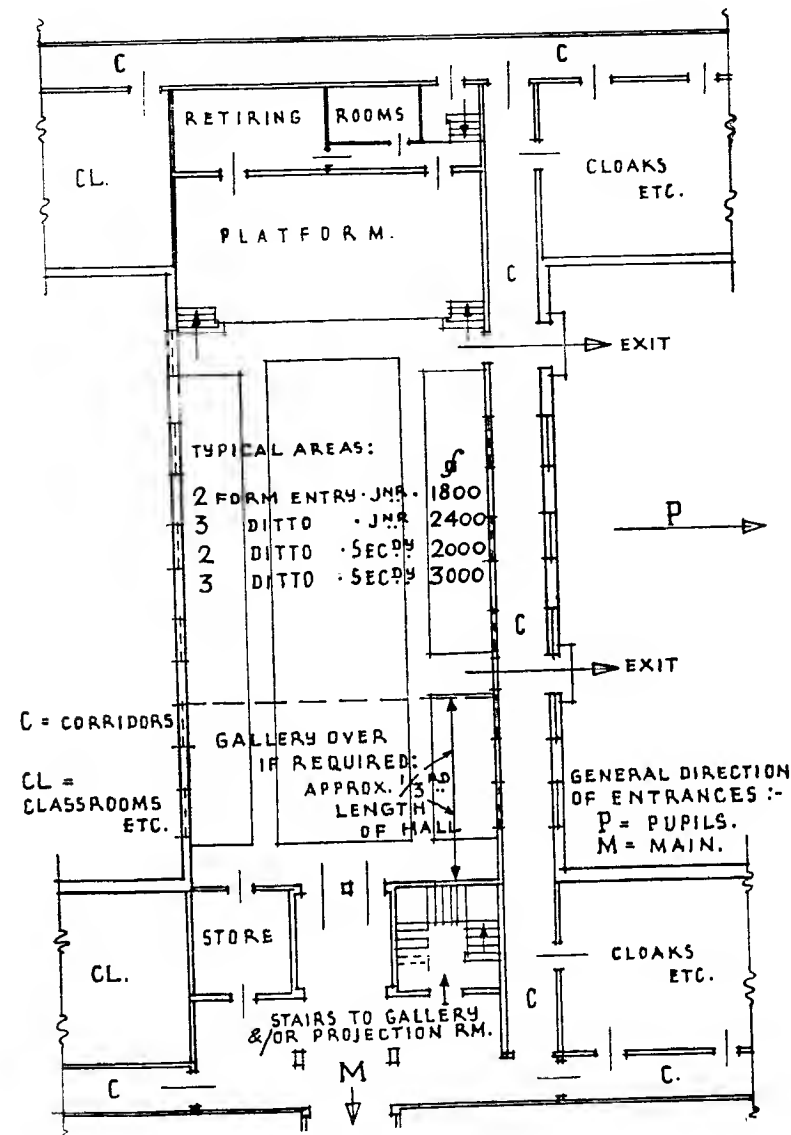 C
C
RETIRING ROOMS
CL.
CLOAKS
ETC.
PLATFORM.
C
EXIT
TYPICAL AREAS:
2 FORM ENTRY · JNR · 1800
3 DITTO · JNR 2400
2 DITTO · SECDY 2000
3 DITTO · SECDY 3000
P
C
EXIT
C = CORRIDORS
CL =
CLASSROOMS
ETC.
GALLERY OVER
IF REQUIRED:
APPROX. 1/3
LENGTH
OF HALL
GENERAL DIRECTION
OF ENTRANCES :-
P = PUPILS.
M = MAIN.
STORE
CL.
CLOAKS
ETC.
C
STAIRS TO GALLERY
&/OR PROJECTION RM.
M
C
C.